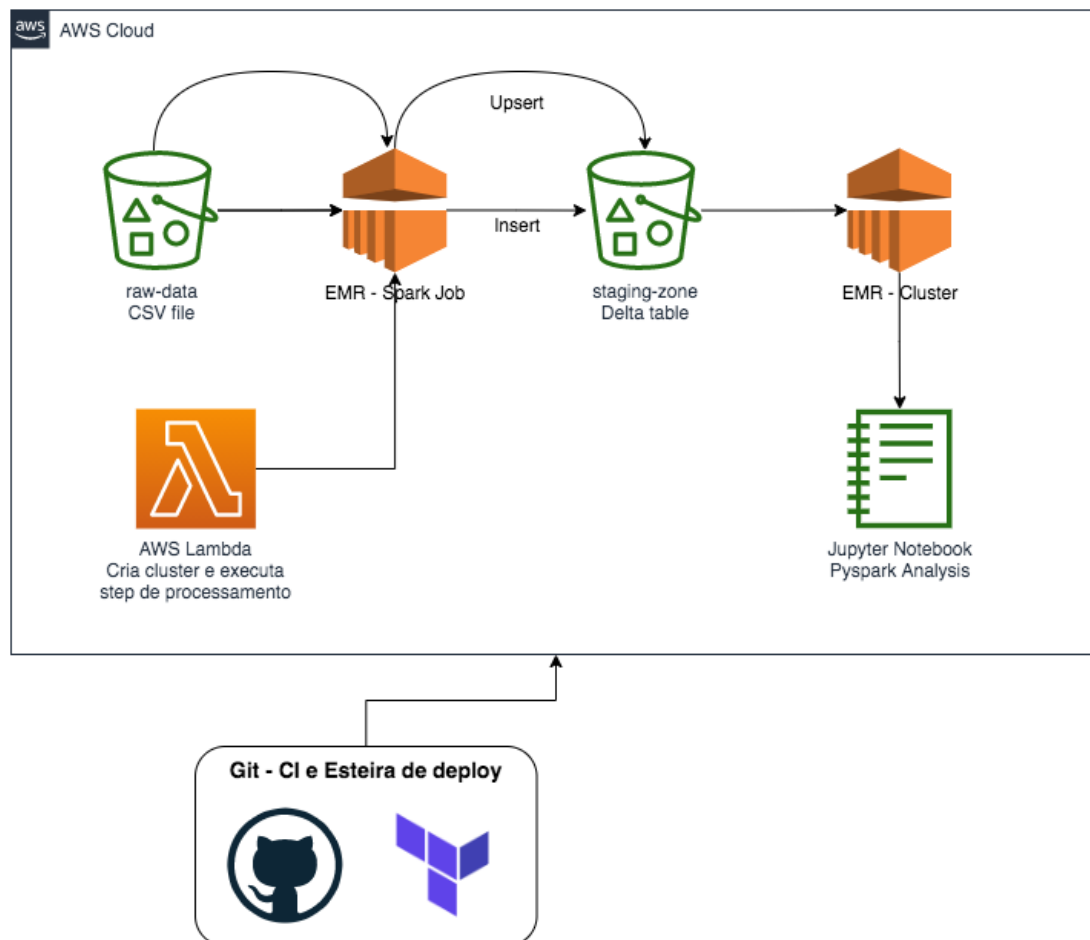 aws
AWS Cloud
Upsert
Insert
raw-data
CSV file
EMR - Spark Job
staging-zone
Delta table
EMR - Cluster
AWS Lambda
Cria cluster e executa
step de processamento
Jupyter Notebook
Pyspark Analysis
Git - CI e Esteira de deploy